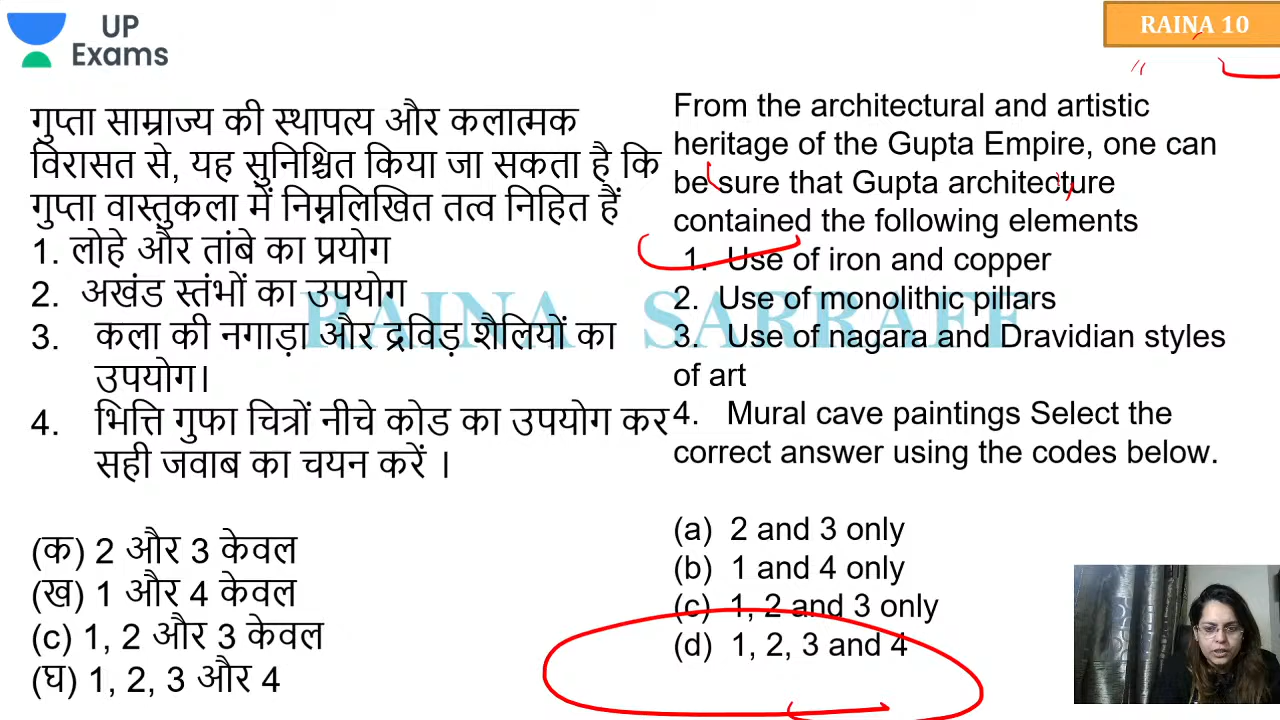 UP
Exams
RAINA 10
गुप्ता साम्राज्य की स्थापत्य और कलात्मक
विरासत से, यह सुनिश्चित किया जा सकता है कि
गुप्ता वास्तुकला में निम्नलिखित तत्व निहित हैं
1. लोहे और तांबे का प्रयोग
2. अखंड स्तंभों का उपयोग
3. कला की नगाड़ा और द्रविड़ शैलियों का
उपयोग।
4. भित्ति गुफा चित्रों नीचे कोड का उपयोग कर
सही जवाब का चयन करें ।
(क) 2 और 3 केवल
(ख) 1 और 4 केवल
(c) 1, 2 और 3 केवल
(घ) 1, 2, 3 और 4
From the architectural and artistic
heritage of the Gupta Empire, one can
be sure that Gupta architecture
contained the following elements
1. Use of iron and copper
2. Use of monolithic pillars
3. Use of nagara and Dravidian styles
of art
4. Mural cave paintings Select the
correct answer using the codes below.
(a) 2 and 3 only
(b) 1 and 4 only
(c) 1, 2 and 3 only
(d) 1, 2, 3 and 4
RAINA SARRAFF